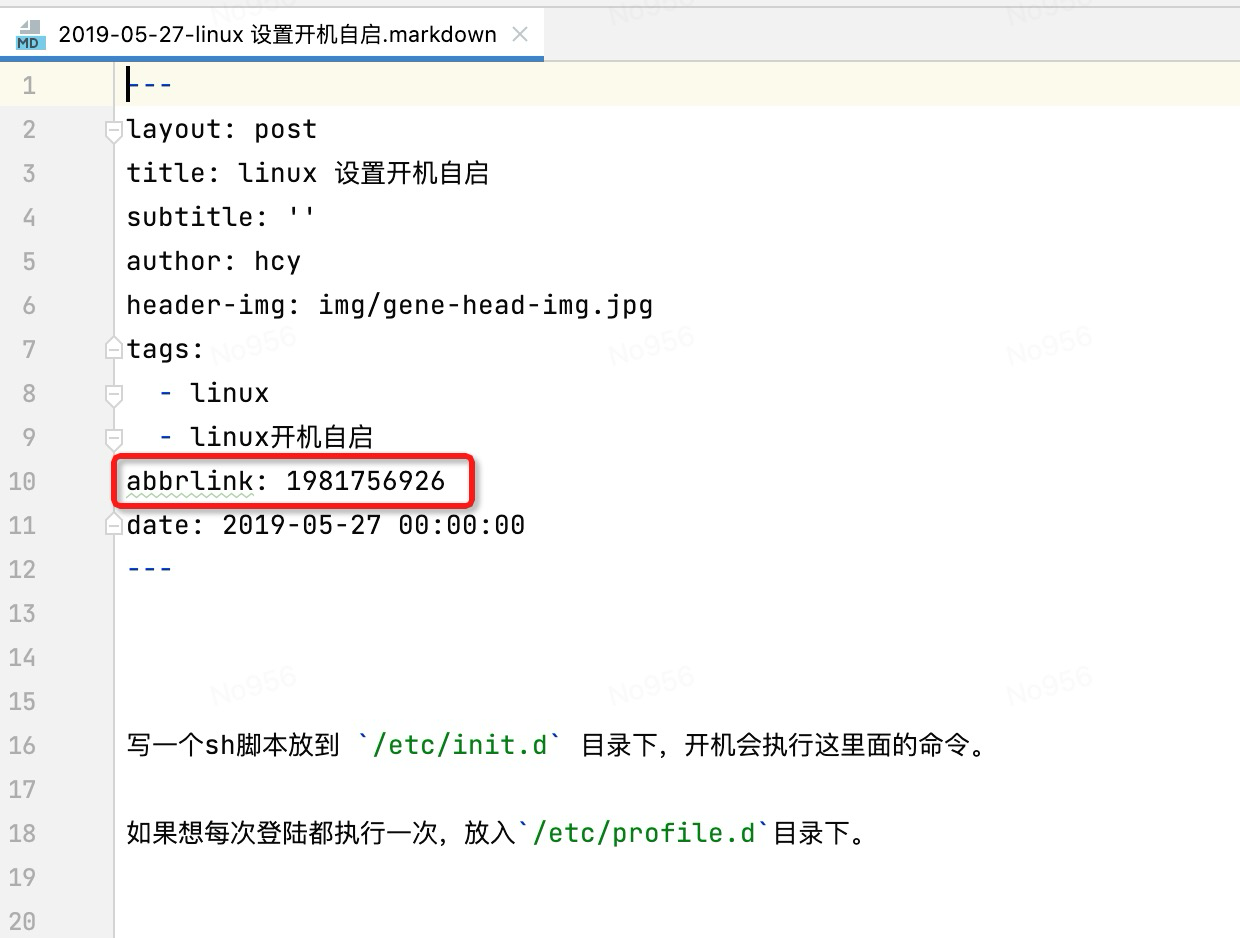 MD 2019-05-27-linux 设置开机自启.markdown
1 ---
2 layout: post
3 title: linux 设置开机自启
4 subtitle: ''
5 author: hcy
6 header-img: img/gene-head-img.jpg
7 tags:
8 - linux
9 - linux开机自启
10 abbrlink: 1981756926
11 date: 2019-05-27 00:00:00
12 ---
13
14
15
16 写一个sh脚本放到 `/etc/init.d` 目录下，开机会执行这里面的命令。
17
18 如果想每次登陆都执行一次，放入`/etc/profile.d`目录下。
19
20
No956 No956 No956
No956 No956 No956
No956 No956 No956